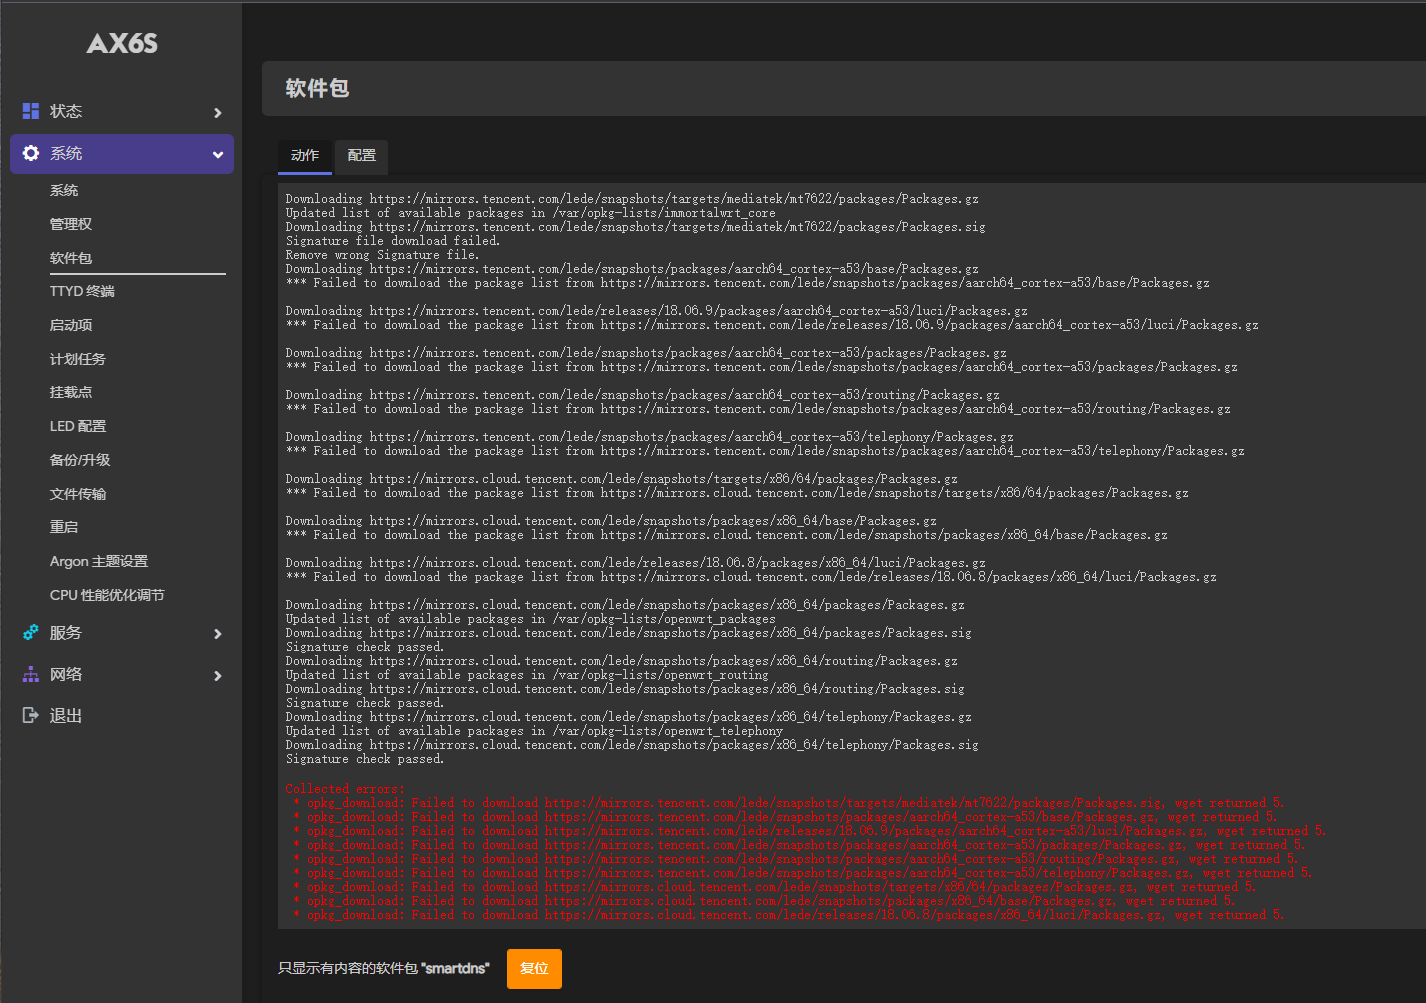 AX6S
状态
系统
系统
管理权
软件包
TTYD 终端
启动项
计划任务
挂载点
LED 配置
备份/升级
文件传输
重启
Argon 主题设置
CPU 性能优化调节
服务
网络
退出
软件包
动作 配置
Downloading https://mirrors.tencent.com/lede/snapshots/targets/mediatek/mt7622/packages/Packages.gz
Updated list of available packages in /var/opkg-lists/immortalwrt_core
Downloading https://mirrors.tencent.com/lede/snapshots/targets/mediatek/mt7622/packages/Packages.sig
Signature file download failed.
Remove wrong Signature file.
Downloading https://mirrors.tencent.com/lede/snapshots/packages/aarch64_cortex-a53/base/Packages.gz
*** Failed to download the package list from https://mirrors.tencent.com/lede/snapshots/packages/aarch64_cortex-a53/base/Packages.gz
Downloading https://mirrors.tencent.com/lede/releases/18.06.9/packages/aarch64_cortex-a53/luci/Packages.gz
*** Failed to download the package list from https://mirrors.tencent.com/lede/releases/18.06.9/packages/aarch64_cortex-a53/luci/Packages.gz
Downloading https://mirrors.tencent.com/lede/snapshots/packages/aarch64_cortex-a53/packages/Packages.gz
*** Failed to download the package list from https://mirrors.tencent.com/lede/snapshots/packages/aarch64_cortex-a53/packages/Packages.gz
Downloading https://mirrors.tencent.com/lede/snapshots/packages/aarch64_cortex-a53/routing/Packages.gz
*** Failed to download the package list from https://mirrors.tencent.com/lede/snapshots/packages/aarch64_cortex-a53/routing/Packages.gz
Downloading https://mirrors.tencent.com/lede/snapshots/packages/aarch64_cortex-a53/telephony/Packages.gz
*** Failed to download the package list from https://mirrors.tencent.com/lede/snapshots/packages/aarch64_cortex-a53/telephony/Packages.gz
Downloading https://mirrors.cloud.tencent.com/lede/snapshots/targets/x86/64/packages/Packages.gz
*** Failed to download the package list from https://mirrors.cloud.tencent.com/lede/snapshots/targets/x86/64/packages/Packages.gz
Downloading https://mirrors.cloud.tencent.com/lede/snapshots/packages/x86_64/base/Packages.gz
*** Failed to download the package list from https://mirrors.cloud.tencent.com/lede/snapshots/packages/x86_64/base/Packages.gz
Downloading https://mirrors.cloud.tencent.com/lede/releases/18.06.8/packages/x86_64/luci/Packages.gz
*** Failed to download the package list from https://mirrors.cloud.tencent.com/lede/releases/18.06.8/packages/x86_64/luci/Packages.gz
Downloading https://mirrors.cloud.tencent.com/lede/snapshots/packages/x86_64/packages/Packages.gz
Updated list of available packages in /var/opkg-lists/openwrt_packages
Downloading https://mirrors.cloud.tencent.com/lede/snapshots/packages/x86_64/packages/Packages.sig
Signature check passed.
Downloading https://mirrors.cloud.tencent.com/lede/snapshots/packages/x86_64/routing/Packages.gz
Updated list of available packages in /var/opkg-lists/openwrt_routing
Downloading https://mirrors.cloud.tencent.com/lede/snapshots/packages/x86_64/routing/Packages.sig
Signature check passed.
Downloading https://mirrors.cloud.tencent.com/lede/snapshots/packages/x86_64/telephony/Packages.gz
Updated list of available packages in /var/opkg-lists/openwrt_telephony
Downloading https://mirrors.cloud.tencent.com/lede/snapshots/packages/x86_64/telephony/Packages.sig
Signature check passed.
Collected errors:
* opkg_download: Failed to download https://mirrors.tencent.com/lede/snapshots/targets/mediatek/mt7622/packages/Packages.sig, wget returned 5.
* opkg_download: Failed to download https://mirrors.tencent.com/lede/snapshots/packages/aarch64_cortex-a53/base/Packages.gz, wget returned 5.
* opkg_download: Failed to download https://mirrors.tencent.com/lede/releases/18.06.9/packages/aarch64_cortex-a53/luci/Packages.gz, wget returned 5.
* opkg_download: Failed to download https://mirrors.tencent.com/lede/snapshots/packages/aarch64_cortex-a53/packages/Packages.gz, wget returned 5.
* opkg_download: Failed to download https://mirrors.tencent.com/lede/snapshots/packages/aarch64_cortex-a53/routing/Packages.gz, wget returned 5.
* opkg_download: Failed to download https://mirrors.tencent.com/lede/snapshots/packages/aarch64_cortex-a53/telephony/Packages.gz, wget returned 5.
* opkg_download: Failed to download https://mirrors.cloud.tencent.com/lede/snapshots/targets/x86/64/packages/Packages.gz, wget returned 5.
* opkg_download: Failed to download https://mirrors.cloud.tencent.com/lede/snapshots/packages/x86_64/base/Packages.gz, wget returned 5.
* opkg_download: Failed to download https://mirrors.cloud.tencent.com/lede/releases/18.06.8/packages/x86_64/luci/Packages.gz, wget returned 5.
只显示有内容的软件包 "smartdns" 复位